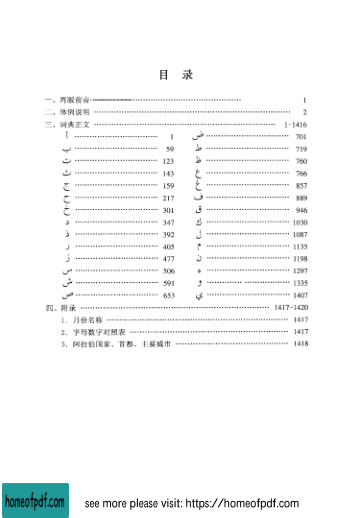 目 录
一、再版前言 1
二、体例说明 2
三、词典正文 1-1416
أ 1 ض 701
ب 59 ط 719
ت 123 ظ 760
ث 143 ع 766
ج 159 غ 857
ح 217 ف 889
خ 301 ق 946
د 347 ك 1030
ذ 392 ل 1087
ر 405 م 1135
ز 477 ن 1198
س 506 ه 1297
ش 591 و 1335
ص 653 ي 1407
四、附录 1417-1420
1. 月份名称 1417
2. 字母数字对照表 1417
3. 阿拉伯国家、首都、主要城市 1418
homeofpdf.com
see more please visit: https://homeofpdf.com